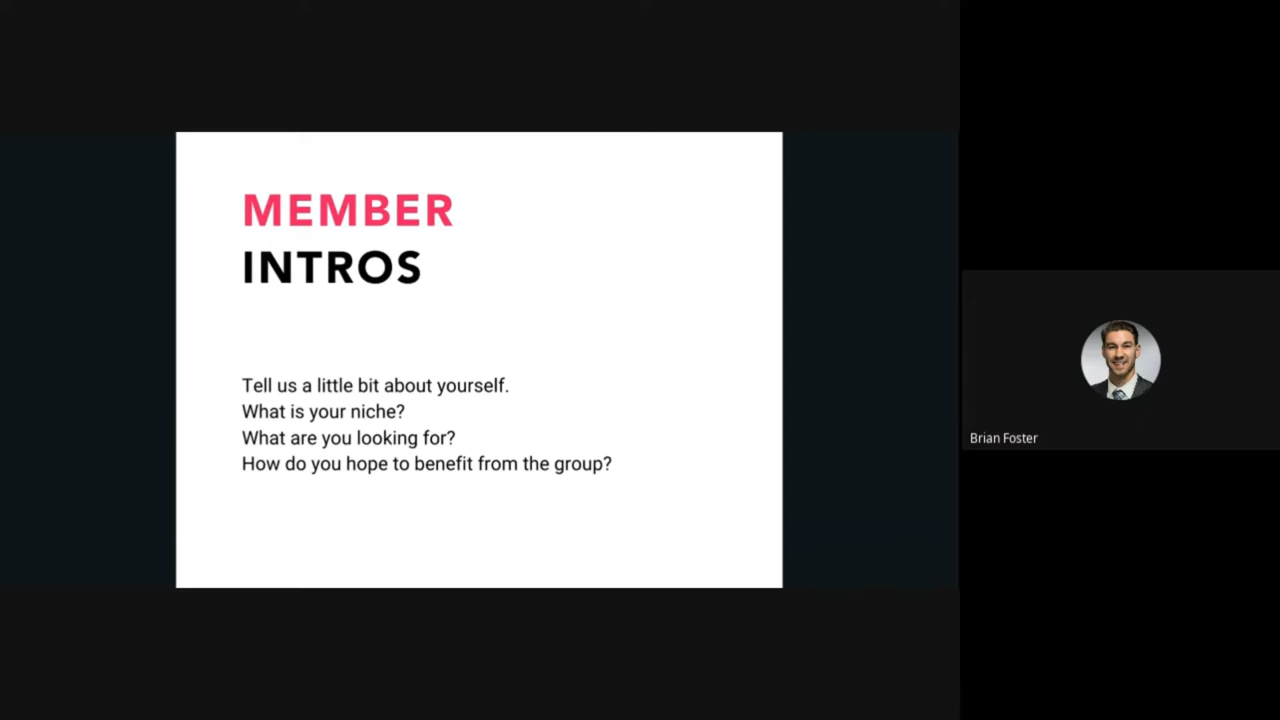 MEMBER
INTROS
Tell us a little bit about yourself.
What is your niche?
What are you looking for?
How do you hope to benefit from the group?
Brian Foster